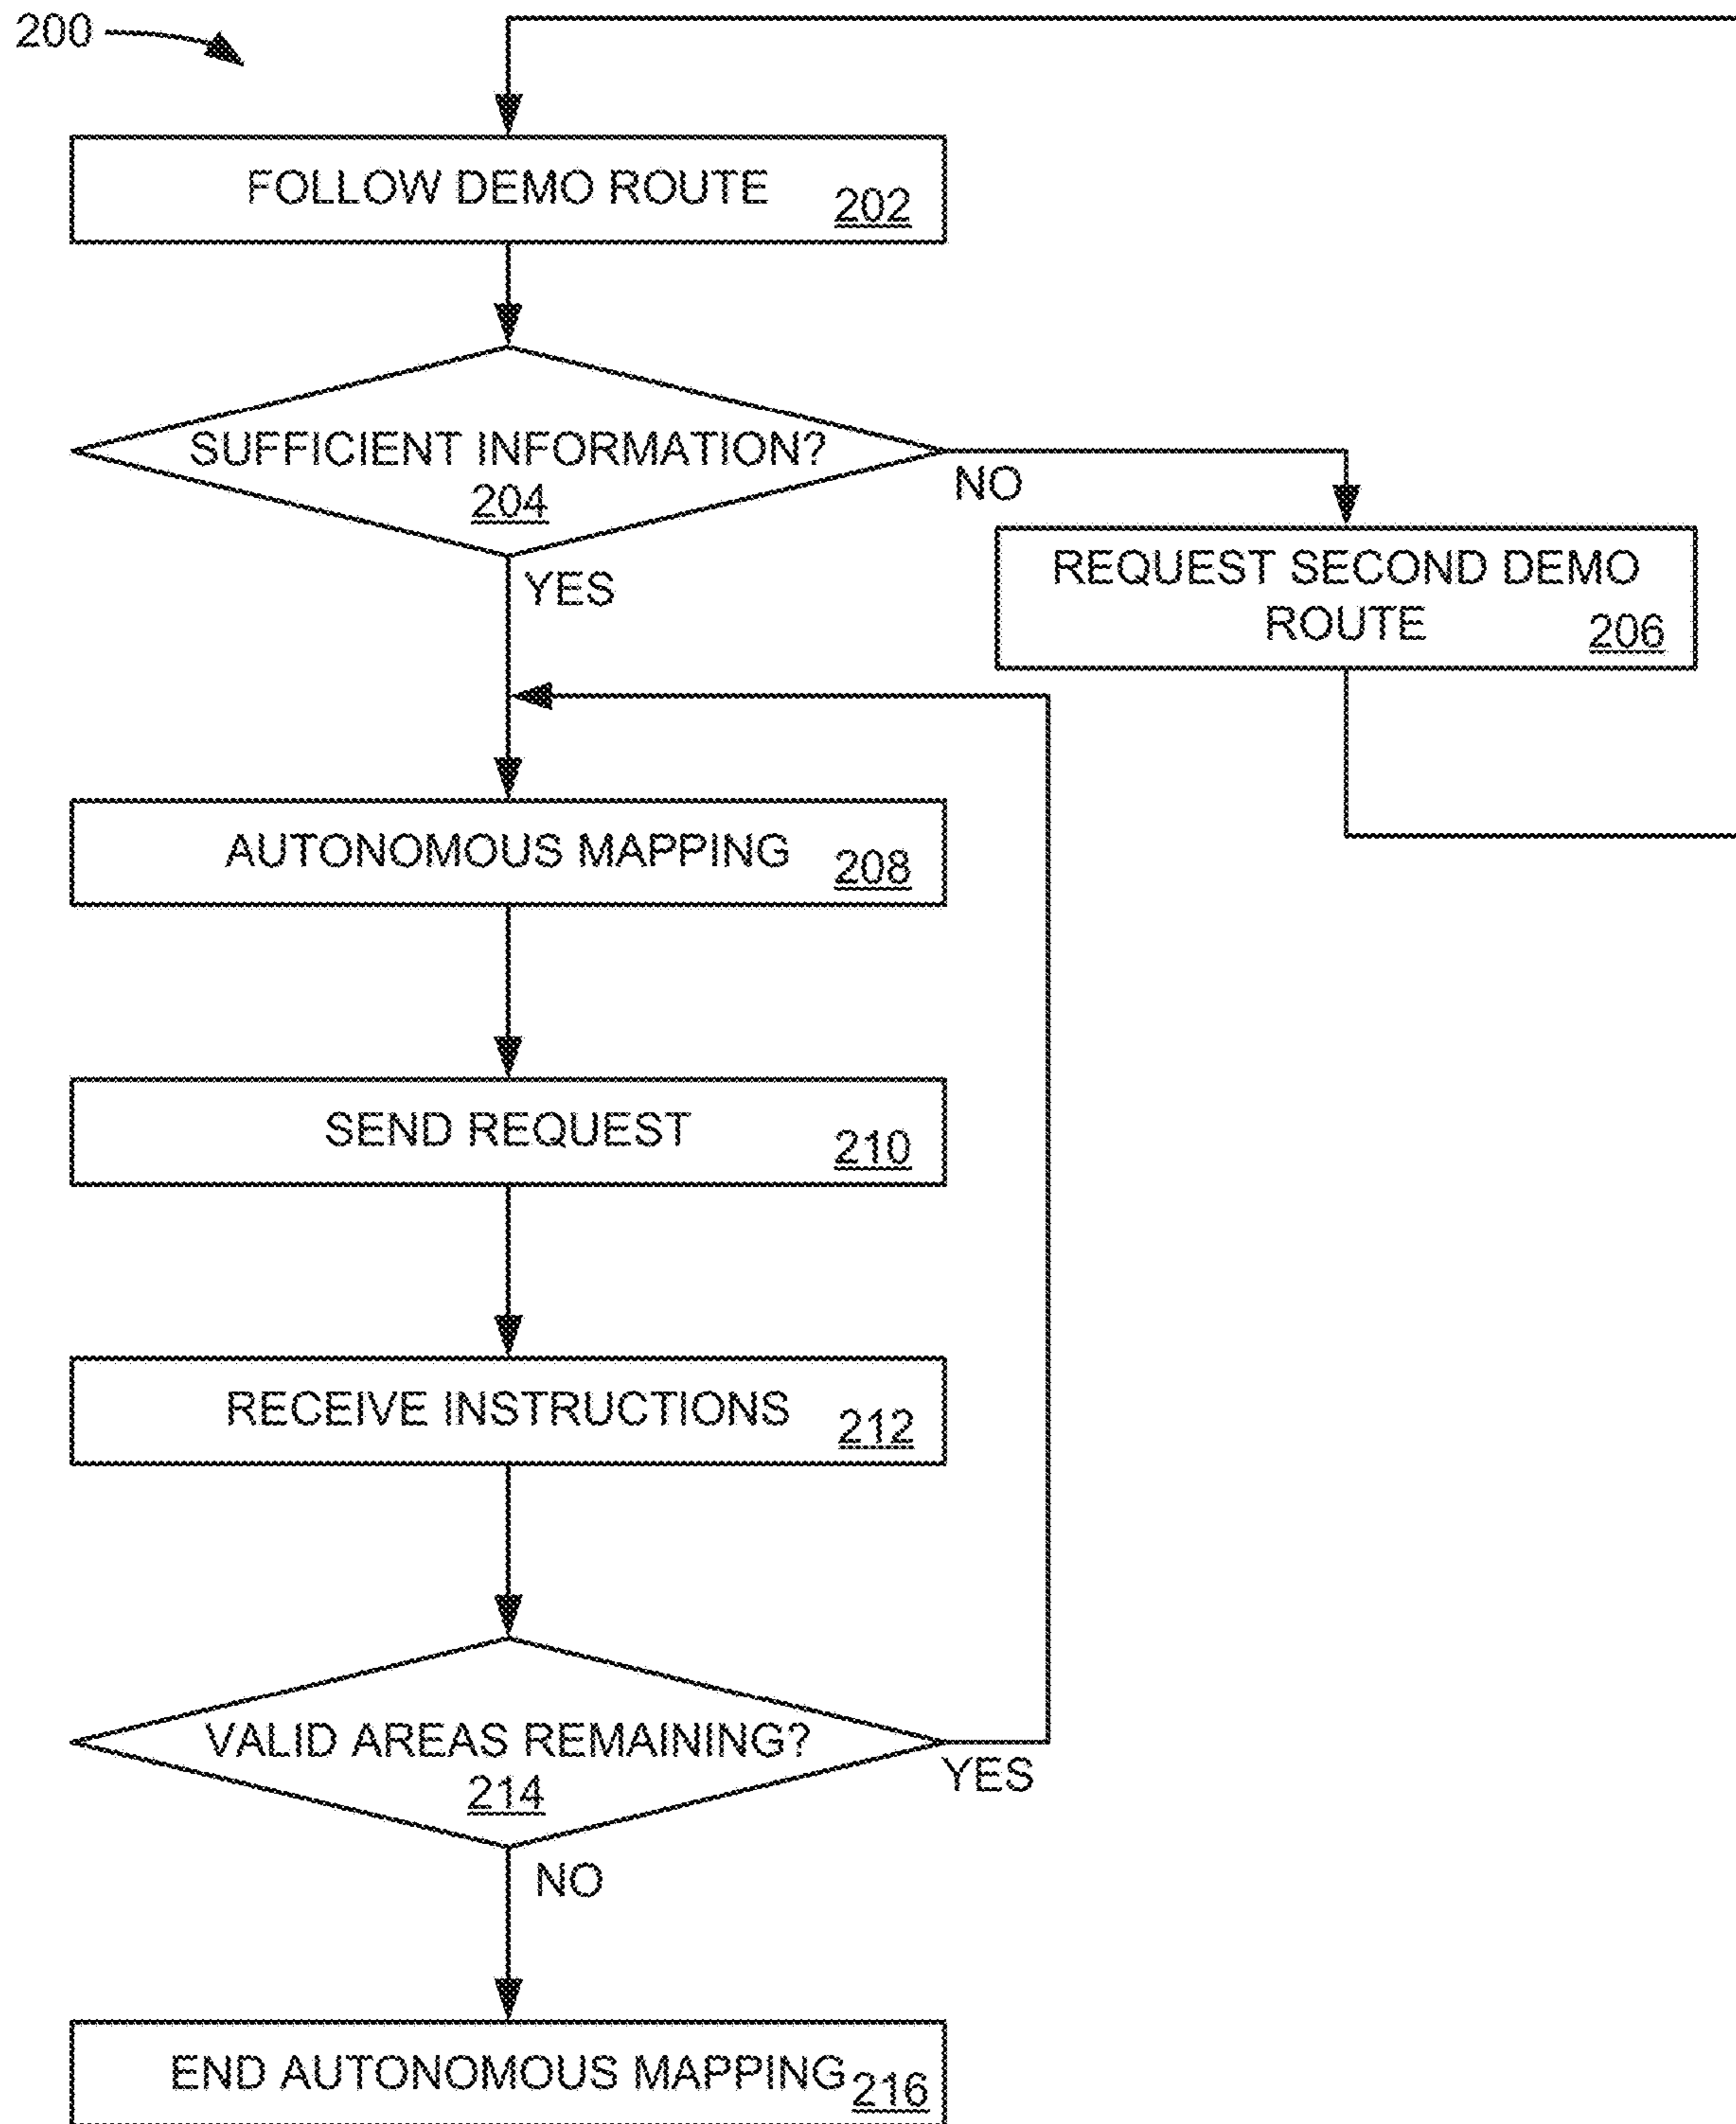 200
FOLLOW DEMO ROUTE 202
SUFFICIENT INFORMATION?
204
NO
YES
REQUEST SECOND DEMO
ROUTE 206
AUTONOMOUS MAPPING 208
SEND REQUEST 210
RECEIVE INSTRUCTIONS 212
VALID AREAS REMAINING?
214
YES
NO
END AUTONOMOUS MAPPING 216